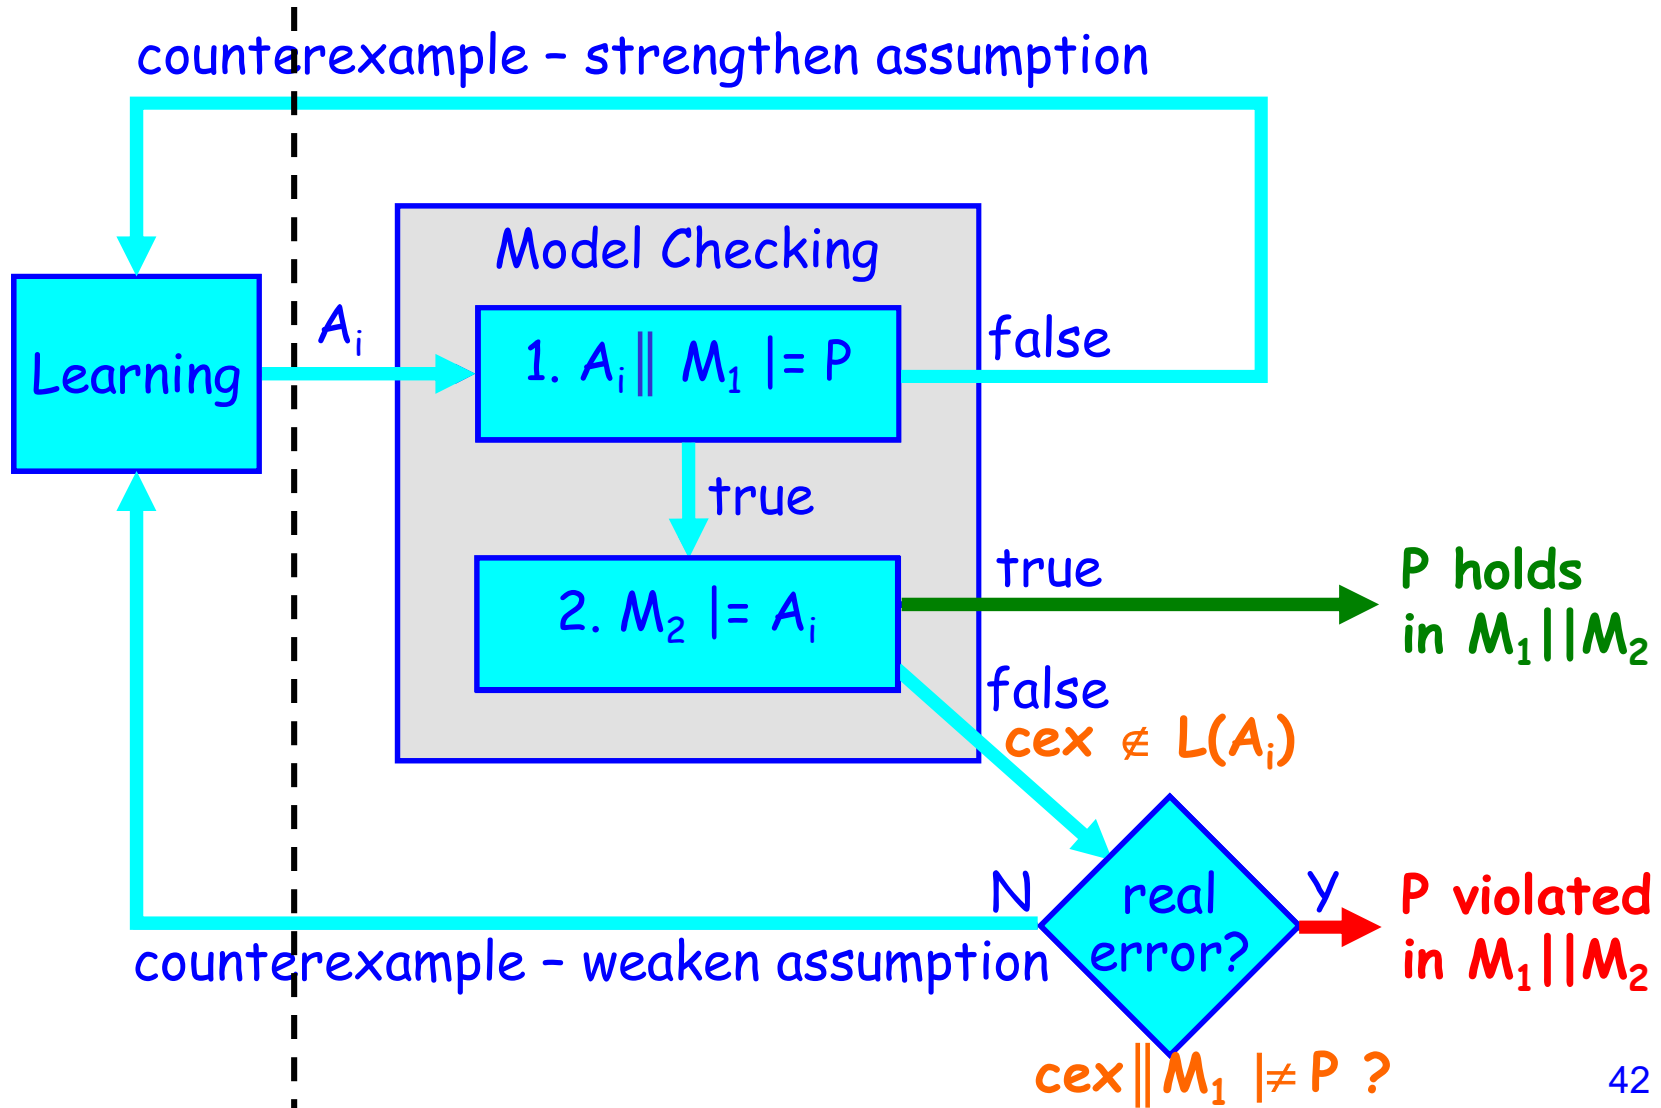 counterexample – strengthen assumption
Model Checking
Learning
Aᵢ
1. Aᵢ║ M₁ |= P
false
true
2. M₂ |= Aᵢ
true
P holds
in M₁||M₂
false
cex ∉ L(Aᵢ)
N
real
error?
Y
P violated
in M₁||M₂
counterexample – weaken assumption
cex║M₁ |≠ P ?
42